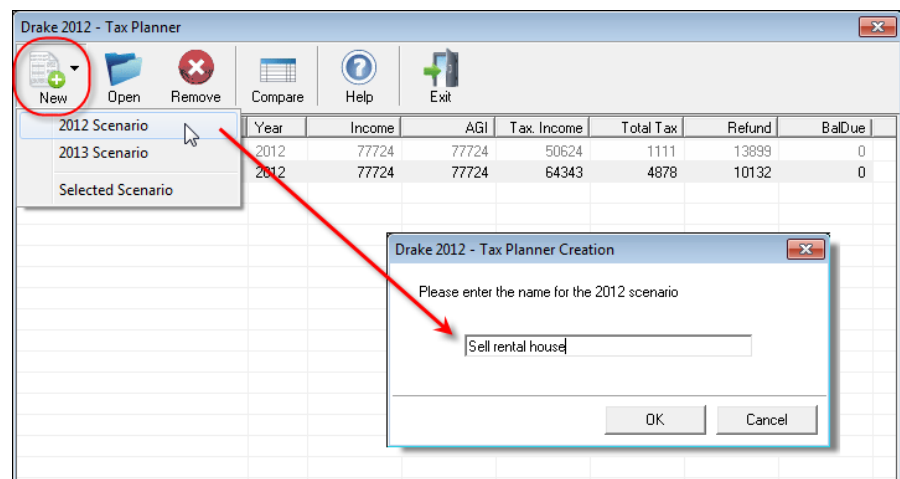 Drake 2012 - Tax Planner
New Open Remove Compare Help Exit
2012 Scenario
2013 Scenario
Selected Scenario
Year Income AGI Tax. Income Total Tax Refund BalDue
2012 77724 77724 50624 1111 13899 0
2012 77724 77724 64343 4878 10132 0
Drake 2012 - Tax Planner Creation
Please enter the name for the 2012 scenario
Sell rental house
OK Cancel